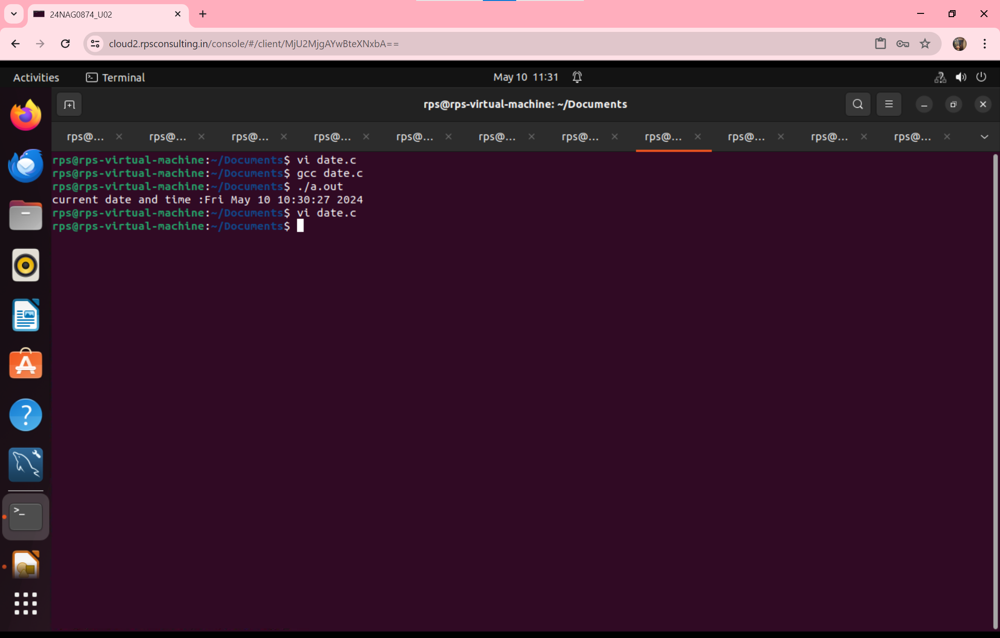 24NAG0874_U02
cloud2.rpsconsulting.in/console/#/client/MjU2MjgAYwBteXNxbA==
Activities Terminal May 10 11:31
rps@rps-virtual-machine: ~/Documents
rps@... rps@... rps@... rps@... rps@... rps@... rps@... rps@... rps@... rps@... rps@...
rps@rps-virtual-machine:~/Documents$ vi date.c
rps@rps-virtual-machine:~/Documents$ gcc date.c
rps@rps-virtual-machine:~/Documents$ ./a.out
current date and time :Fri May 10 10:30:27 2024
rps@rps-virtual-machine:~/Documents$ vi date.c
rps@rps-virtual-machine:~/Documents$